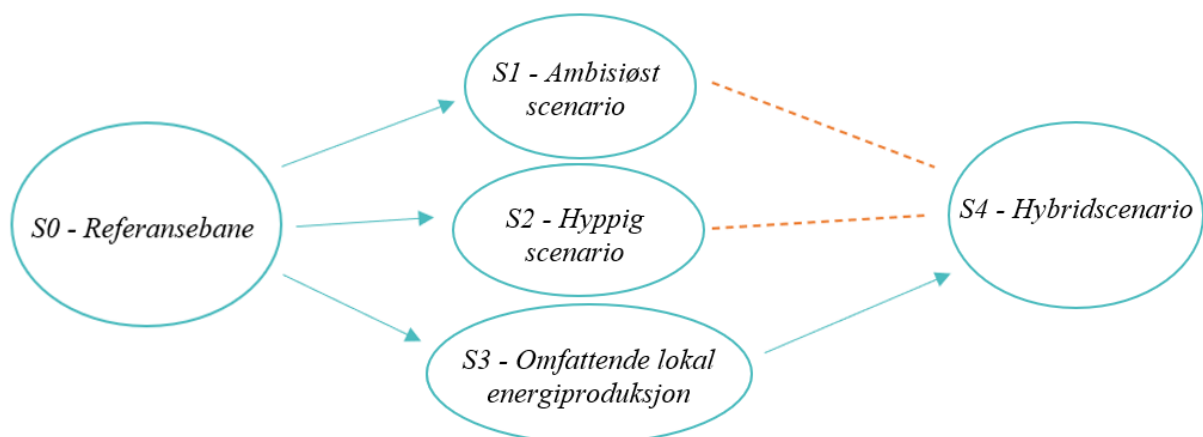 S0 - Referansebane
S1 - Ambisiøst
scenario
S2 - Hyppig
scenario
S3 - Omfattende lokal
energiproduksjon
S4 - Hybridscenario